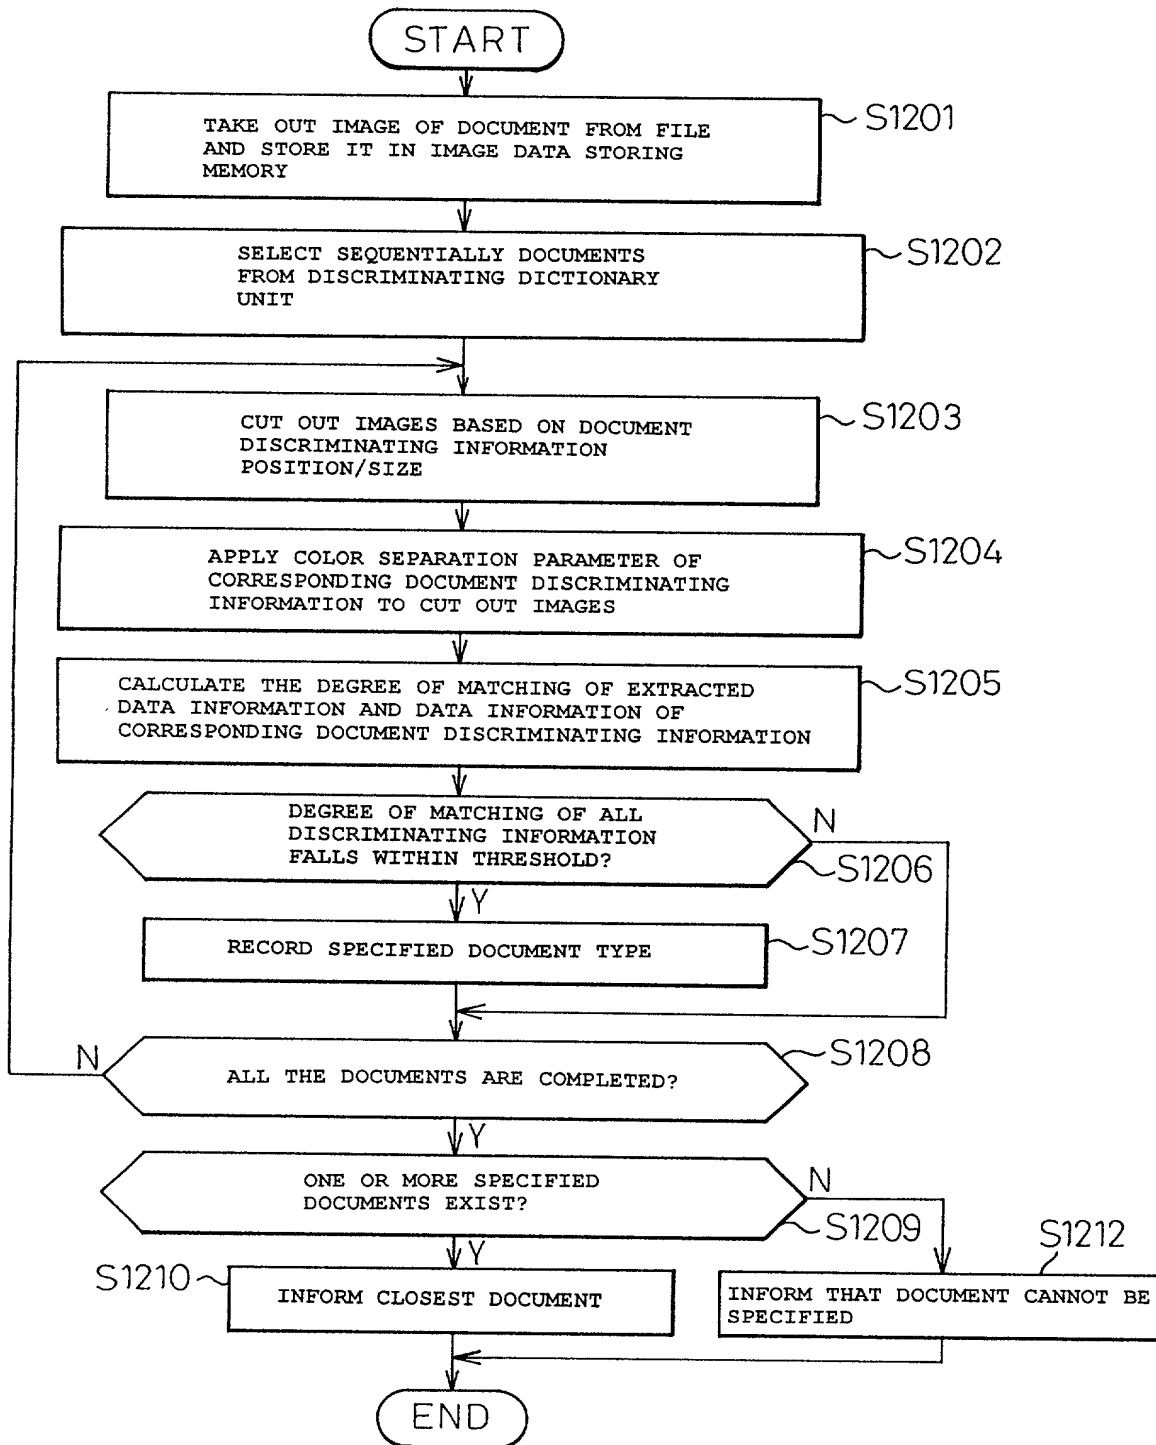 START
S1201
TAKE OUT IMAGE OF DOCUMENT FROM FILE
AND STORE IT IN IMAGE DATA STORING
MEMORY
S1202
SELECT SEQUENTIALLY DOCUMENTS
FROM DISCRIMINATING DICTIONARY
UNIT
S1203
CUT OUT IMAGES BASED ON DOCUMENT
DISCRIMINATING INFORMATION
POSITION/SIZE
S1204
APPLY COLOR SEPARATION PARAMETER OF
CORRESPONDING DOCUMENT DISCRIMINATING
INFORMATION TO CUT OUT IMAGES
S1205
CALCULATE THE DEGREE OF MATCHING OF EXTRACTED
DATA INFORMATION AND DATA INFORMATION OF
CORRESPONDING DOCUMENT DISCRIMINATING INFORMATION
DEGREE OF MATCHING OF ALL
DISCRIMINATING INFORMATION
FALLS WITHIN THRESHOLD?
N
S1206
Y
RECORD SPECIFIED DOCUMENT TYPE
S1207
N
ALL THE DOCUMENTS ARE COMPLETED?
S1208
Y
ONE OR MORE SPECIFIED
DOCUMENTS EXIST?
N
S1209
Y
S1210
INFORM CLOSEST DOCUMENT
S1212
INFORM THAT DOCUMENT CANNOT BE
SPECIFIED
END